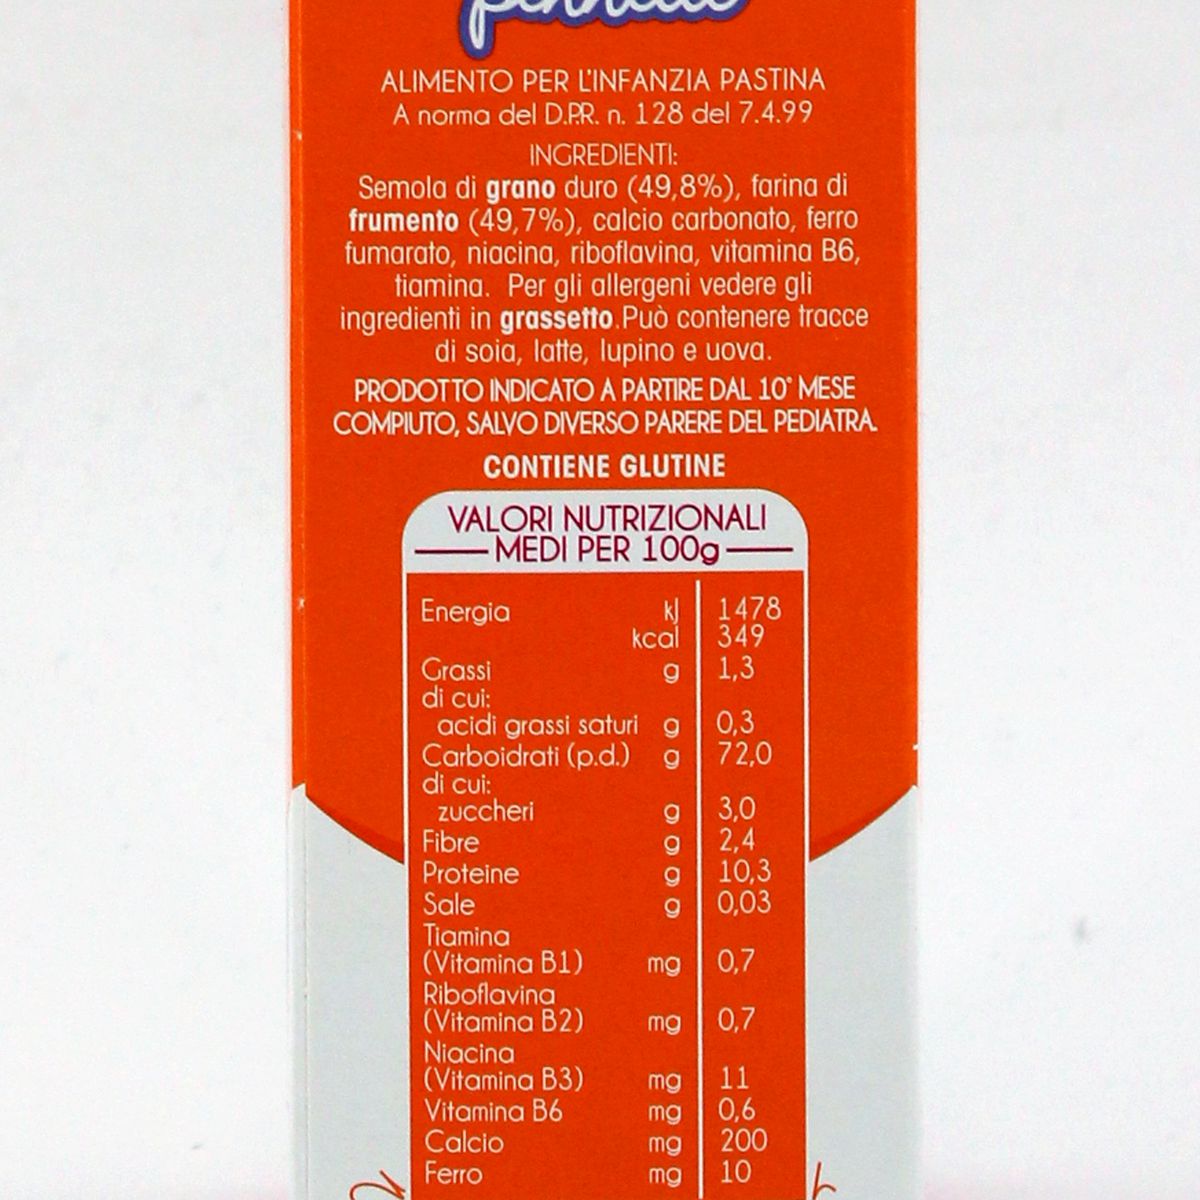 ALIMENTO PER L'INFANZIA PASTINA
A norma del D.P.R. n. 128 del 7.4.99
INGREDIENTI:
Semola di grano duro (49,8%), farina di
frumento (49,7%), calcio carbonato, ferro
fumarato, niacina, riboflavina, vitamina B6,
tiamina. Per gli allergeni vedere gli
ingredienti in grassetto.Può contenere tracce
di soia, latte, lupino e uova.
PRODOTTO INDICATO A PARTIRE DAL 10° MESE
COMPIUTO, SALVO DIVERSO PARERE DEL PEDIATRA.
CONTIENE GLUTINE
VALORI NUTRIZIONALI
MEDI PER 100g
Energia kJ 1478
kcal 349
Grassi g 1,3
di cui:
acidi grassi saturi g 0,3
Carboidrati (p.d.) g 72,0
di cui:
zuccheri g 3,0
Fibre g 2,4
Proteine g 10,3
Sale g 0,03
Tiamina
(Vitamina B1) mg 0,7
Riboflavina
(Vitamina B2) mg 0,7
Niacina
(Vitamina B3) mg 11
Vitamina B6 mg 0,6
Calcio mg 200
Ferro mg 10